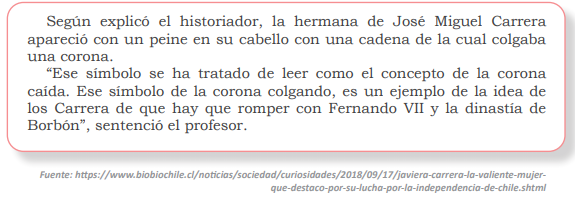 Según explicó el historiador, la hermana de José Miguel Carrera
apareció con un peine en su cabello con una cadena de la cual colgaba
una corona.
“Ese símbolo se ha tratado de leer como el concepto de la corona
caída. Ese símbolo de la corona colgando, es un ejemplo de la idea de
los Carrera de que hay que romper con Fernando VII y la dinastía de
Borbón”, sentenció el profesor.
Fuente: https://www.biobiochile.cl/noticias/sociedad/curiosidades/2018/09/17/javiera-carrera-la-valiente-mujer-
que-destaco-por-su-lucha-por-la-independencia-de-chile.shtml